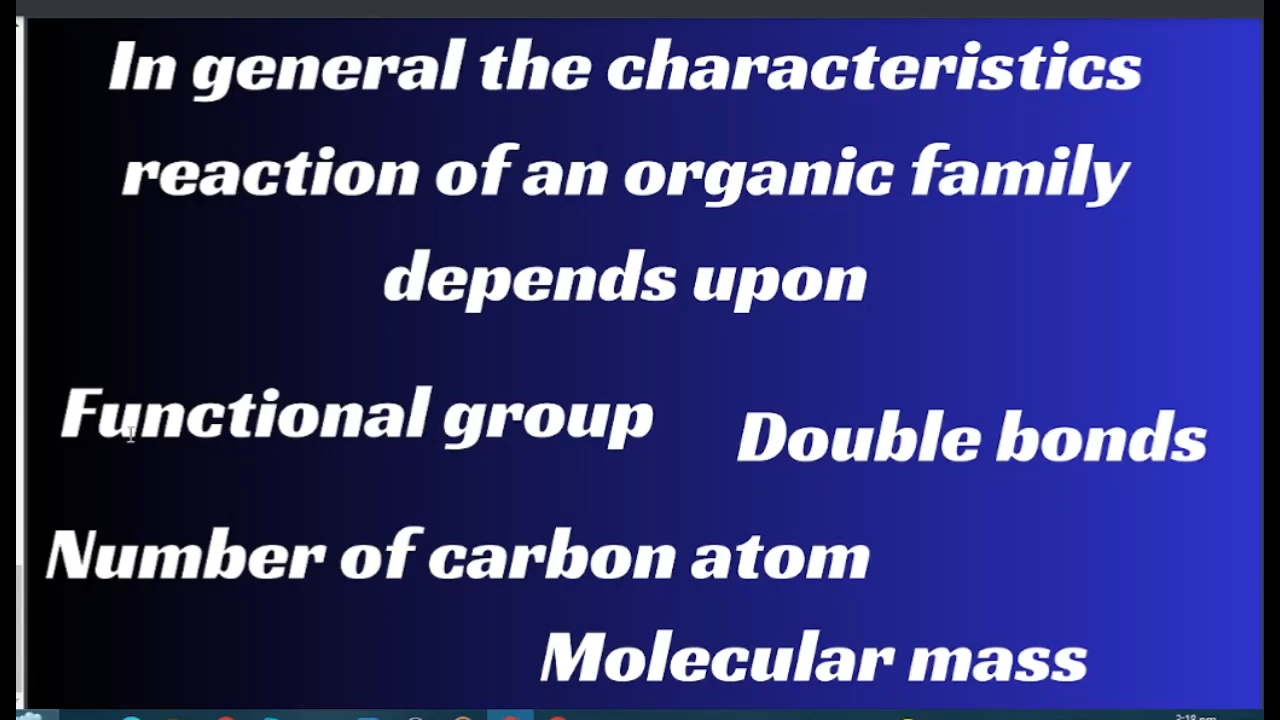 In general the characteristics
reaction of an organic family
depends upon
Functional group
Double bonds
Number of carbon atom
Molecular mass